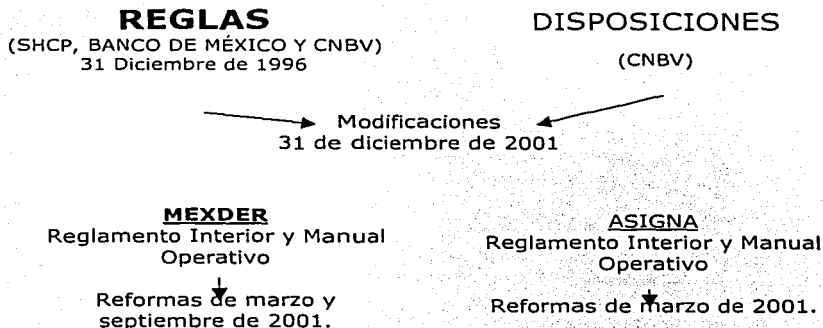 REGLAS
(SHCP, BANCO DE MÉXICO Y CNBV)
31 Diciembre de 1996
DISPOSICIONES
(CNBV)
Modificaciones
31 de diciembre de 2001
MEXDER
Reglamento Interior y Manual
Operativo
Reformas de marzo y
septiembre de 2001.
ASIGNA
Reglamento Interior y Manual
Operativo
Reformas de marzo de 2001.